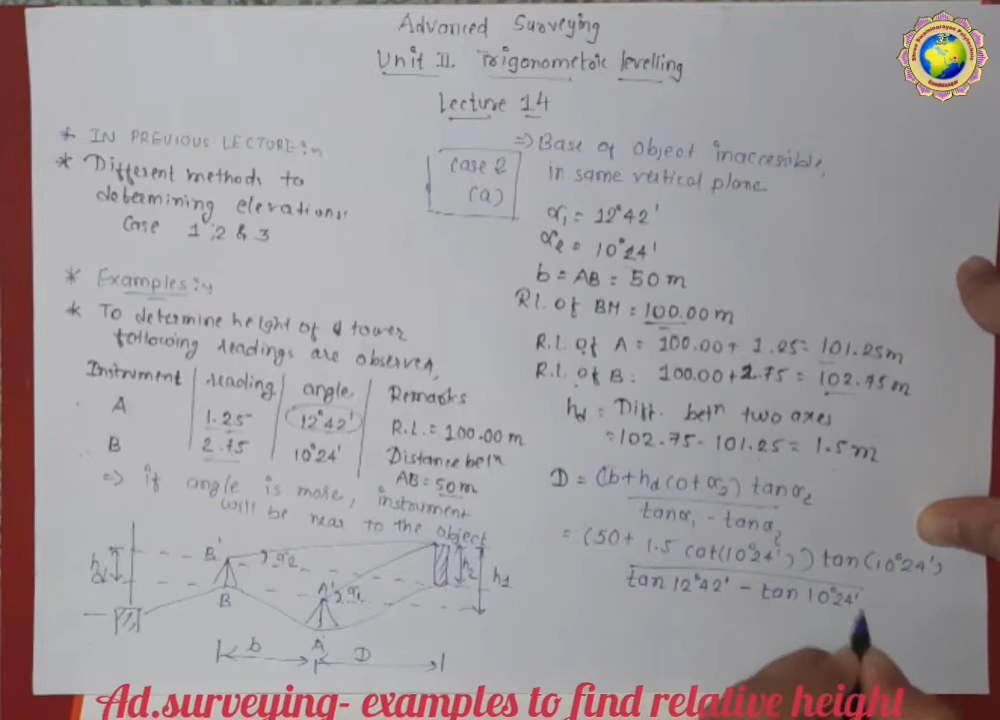 Advanced Surveying
Unit II. Trigonometric levelling
Lecture 14
* IN PREVIOUS LECTURE:-
* Different methods to
determining elevations
Case 1, 2 & 3
* Examples:-
* To determine height of a tower
following readings are observed,
Instrument | reading | angle | Remarks
A | 1.25 | 12°42' | R.L. = 100.00 m
B | 2.75 | 10°24' | Distance betn
AB = 50m
=> if angle is more, instrument
will be near to the object
hd
B'
α2
B
A'
α1
A
h2
h1
b
D
case 2
(a)
=> Base of object inaccessible,
in same vertical plane
α1 = 12°42'
α2 = 10°24'
b = AB = 50 m
R.L. of BM = 100.00 m
R.L. of A = 100.00 + 1.25 = 101.25m
R.L. of B = 100.00 + 2.75 = 102.75 m
hd = Diff. betn two axes
= 102.75 - 101.25 = 1.5 m
D = (b + hd cot α2) tan α2
tan α1 - tan α2
= (50 + 1.5 cot(10°24')) tan(10°24')
tan 12°42' - tan 10°24'
Shree Swaminarayan Polytechnic
Gandhinagar
Ad.surveying- examples to find relative height